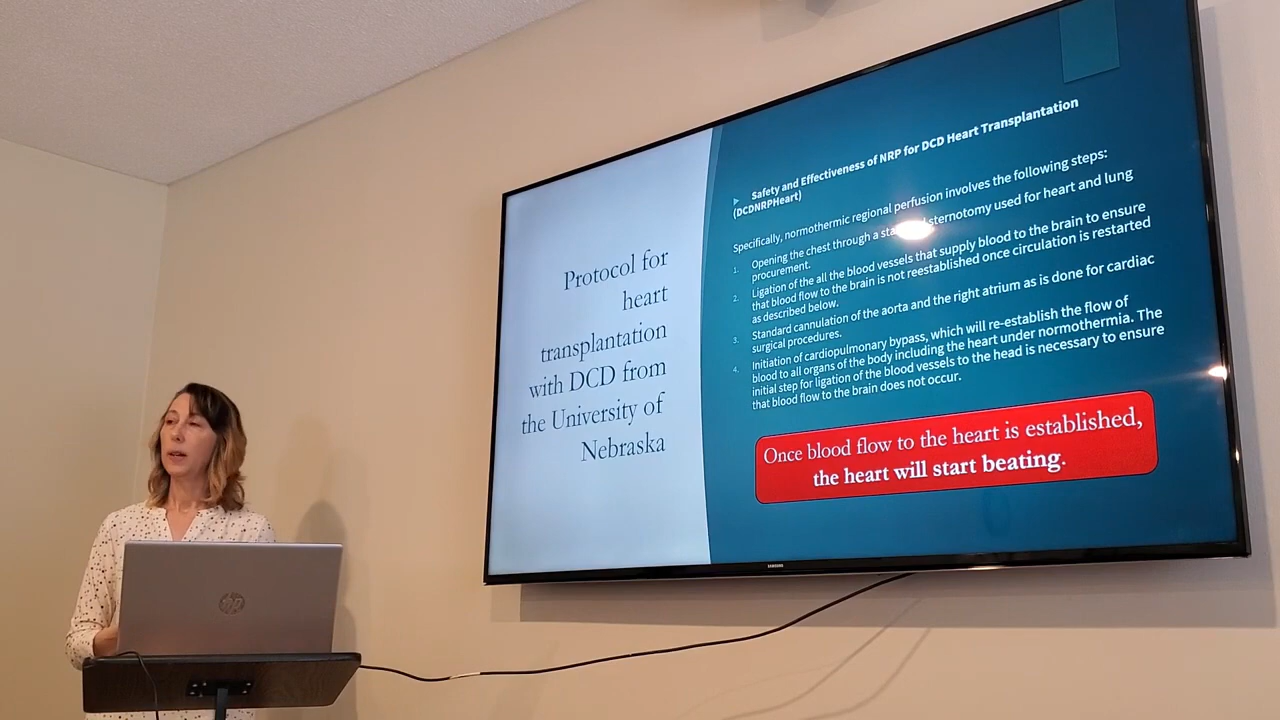 Protocol for
heart
transplantation
with DCD from
the University of
Nebraska
Safety and Effectiveness of NRP for DCD Heart Transplantation
(DCDNRPHeart)
Specifically, normothermic regional perfusion involves the following steps:
1. Opening the chest through a sternotomy used for heart and lung
procurement.
2. Ligation of the all the blood vessels that supply blood to the brain to ensure
that blood flow to the brain is not reestablished once circulation is restarted
as described below.
3. Standard cannulation of the aorta and the right atrium as is done for cardiac
surgical procedures.
4. Initiation of cardiopulmonary bypass, which will re-establish the flow of
blood to all organs of the body including the heart under normothermia. The
initial step for ligation of the blood vessels to the head is necessary to ensure
that blood flow to the brain does not occur.
Once blood flow to the heart is established,
the heart will start beating.
SAMSUNG
hp